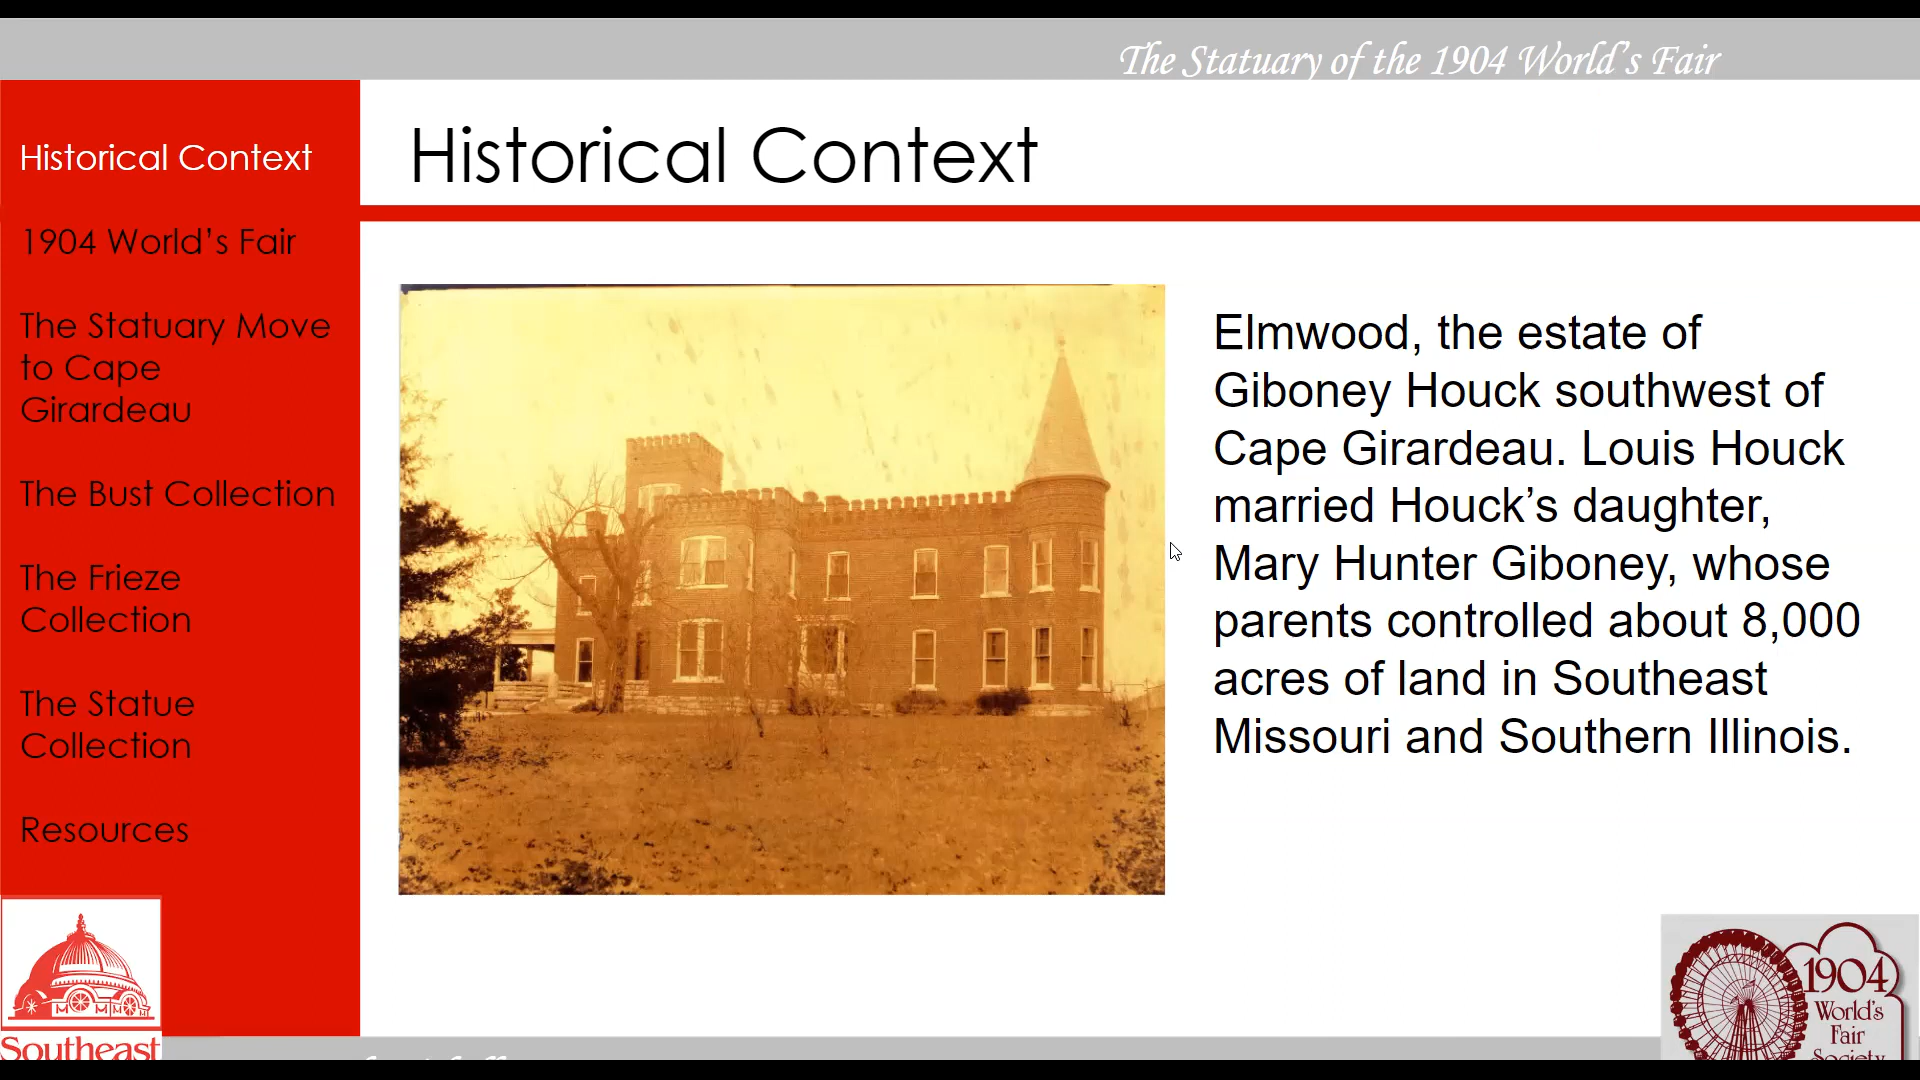 The Statuary of the 1904 World's Fair
Historical Context
1904 World's Fair
The Statuary Move
to Cape
Girardeau
The Bust Collection
The Frieze
Collection
The Statue
Collection
Resources
Southeast
Historical Context
Elmwood, the estate of
Giboney Houck southwest of
Cape Girardeau. Louis Houck
married Houck’s daughter,
Mary Hunter Giboney, whose
parents controlled about 8,000
acres of land in Southeast
Missouri and Southern Illinois.
1904
World's
Fair
Society